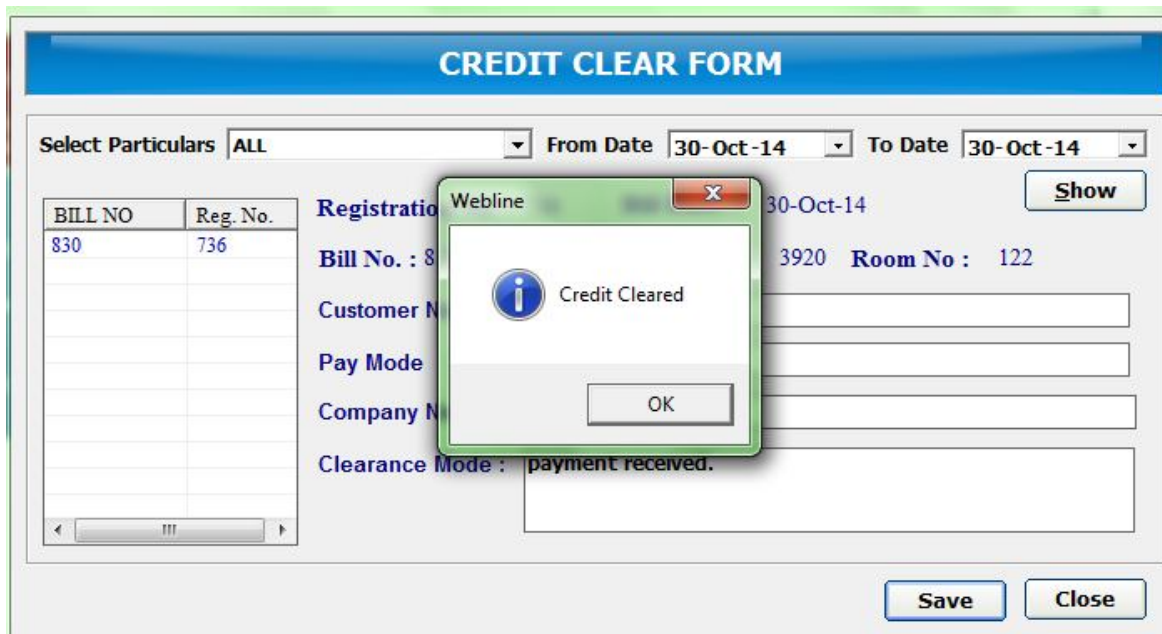 CREDIT CLEAR FORM
Select Particulars ALL From Date 30-Oct-14 To Date 30-Oct-14
Show
Webline
BILL NO Reg. No.
830 736
30-Oct-14
Bill No. : 8 3920 Room No : 122
Credit Cleared
Customer
Pay Mode
Company
OK
Clearance Mode : payment received.
Save Close